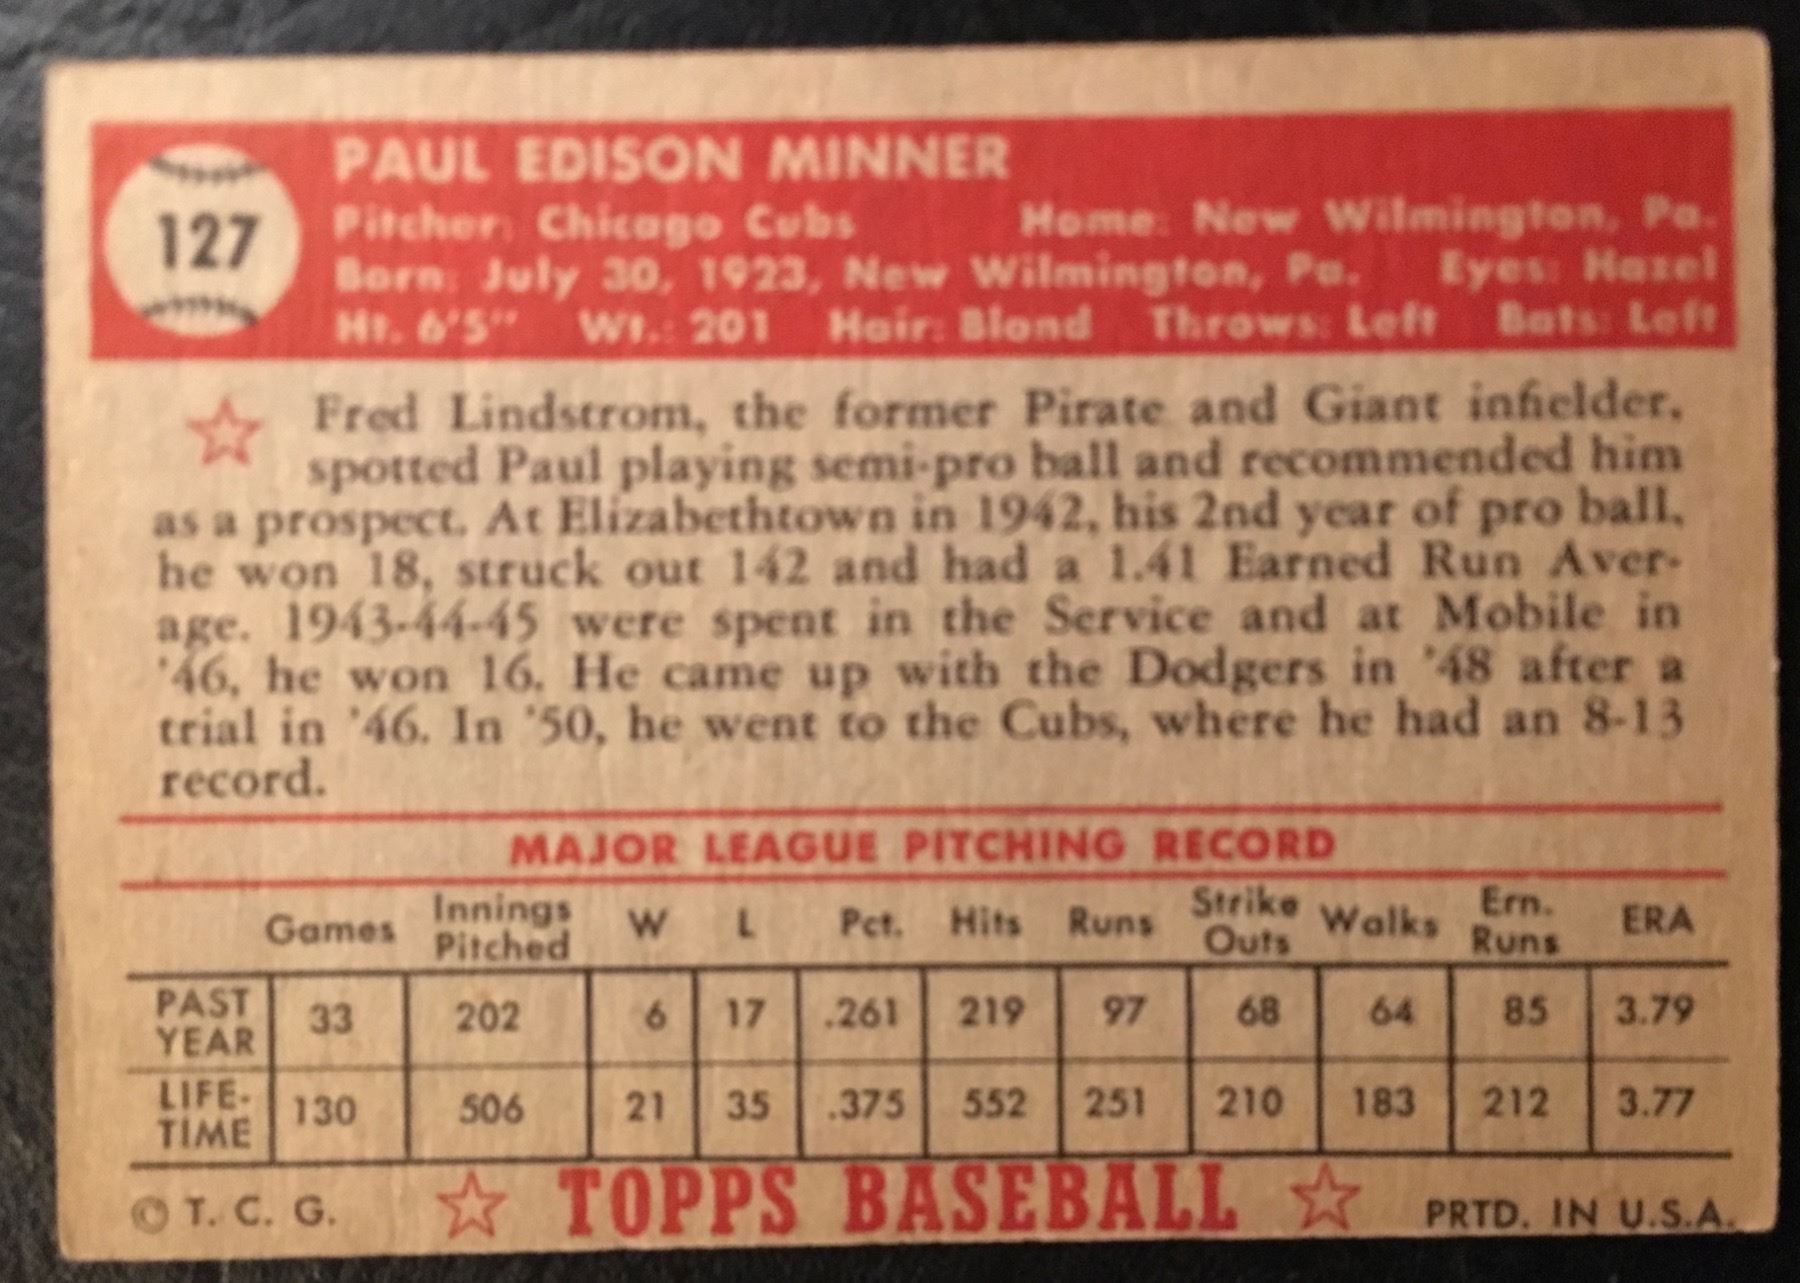 127
PAUL EDISON MINNER
Pitcher: Chicago Cubs Home: New Wilmington, Pa.
Born: July 30, 1923, New Wilmington, Pa. Eyes: Hazel
Ht. 6'5" Wt.: 201 Hair: Blond Throws: Left Bats: Left
Fred Lindstrom, the former Pirate and Giant infielder,
spotted Paul playing semi-pro ball and recommended him
as a prospect. At Elizabethtown in 1942, his 2nd year of pro ball,
he won 18, struck out 142 and had a 1.41 Earned Run Aver-
age. 1943-44-45 were spent in the Service and at Mobile in
'46, he won 16. He came up with the Dodgers in '48 after a
trial in '46. In '50, he went to the Cubs, where he had an 8-13
record.
MAJOR LEAGUE PITCHING RECORD
Games Innings Pitched W L Pct. Hits Runs Strike Outs Walks Ern. Runs ERA
PAST YEAR 33 202 6 17 .261 219 97 68 64 85 3.79
LIFE-TIME 130 506 21 35 .375 552 251 210 183 212 3.77
© T. C. G. TOPPS BASEBALL PRTD. IN U.S.A.